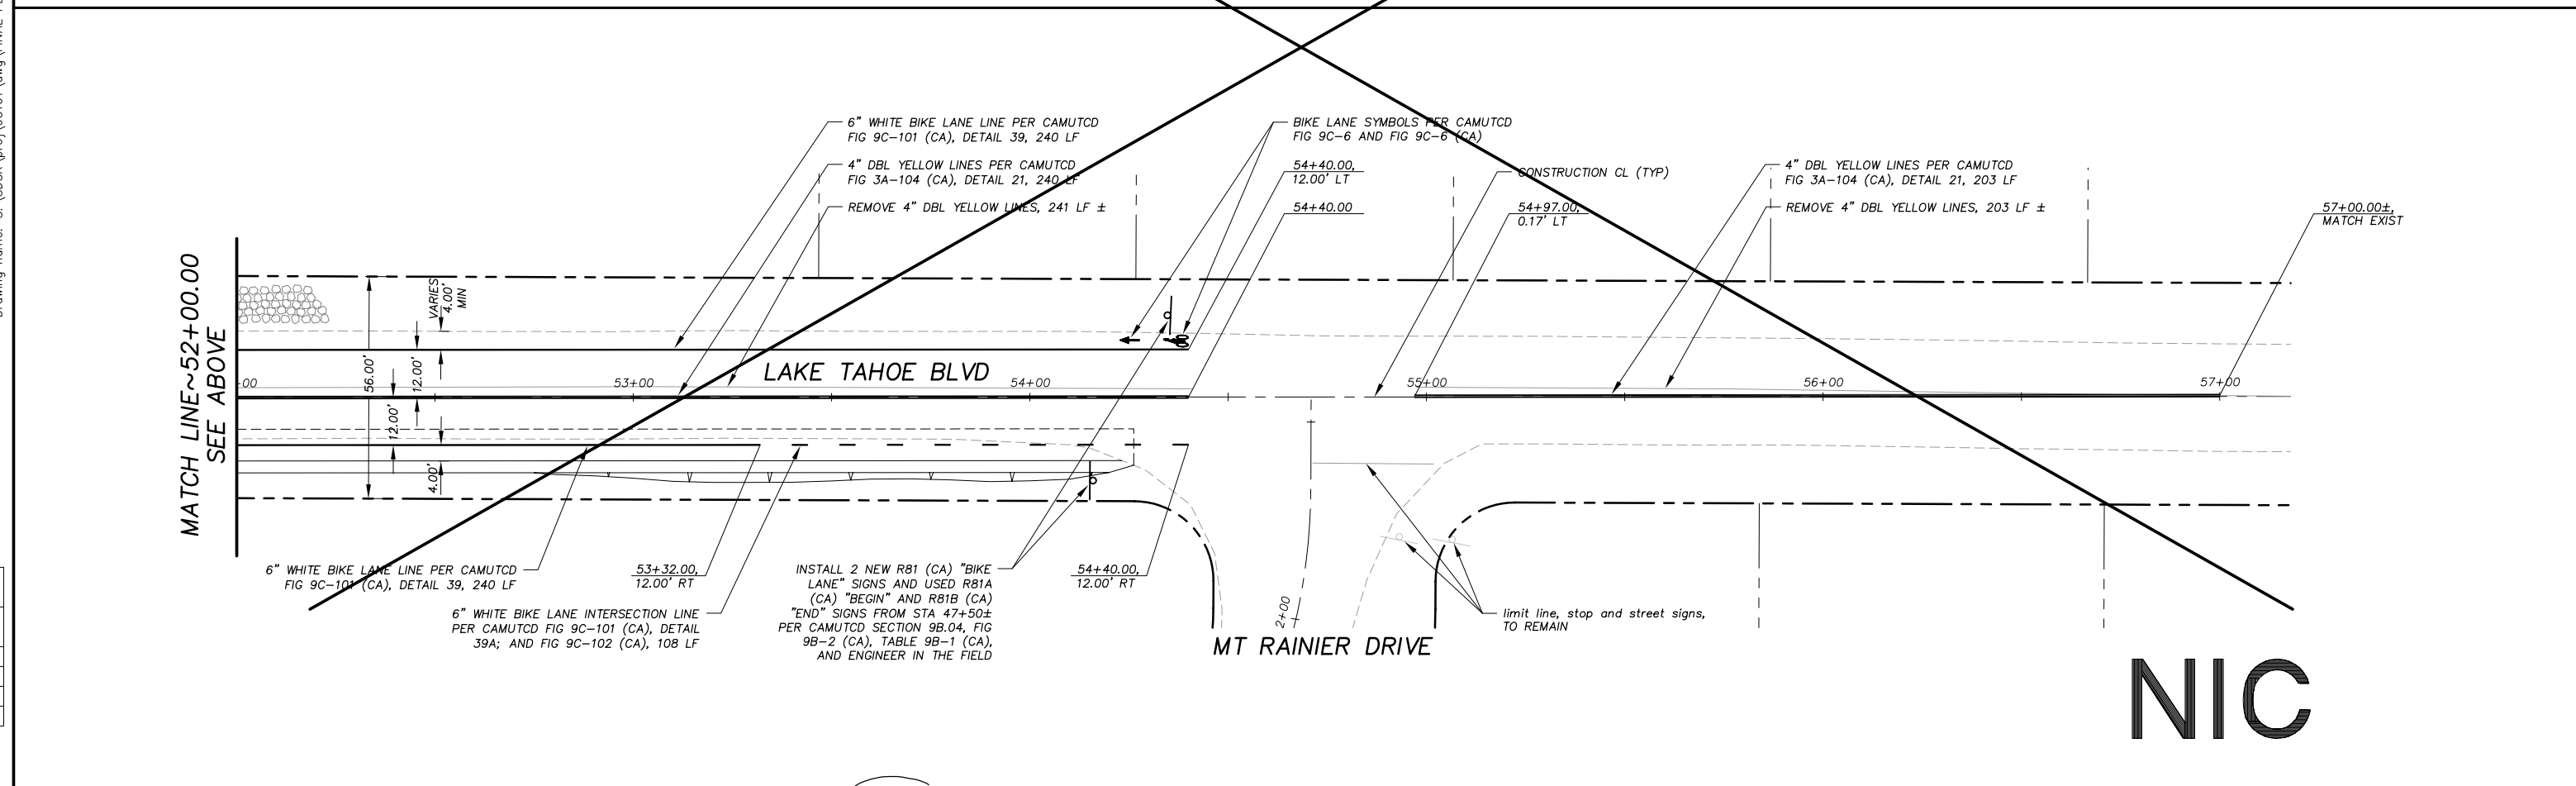 6" WHITE BIKE LANE LINE PER CAMUTCD
FIG 9C-101 (CA), DETAIL 39, 240 LF
4" DBL YELLOW LINES PER CAMUTCD
FIG 3A-104 (CA), DETAIL 21, 240 LF
REMOVE 4" DBL YELLOW LINES, 241 LF ±
BIKE LANE SYMBOLS PER CAMUTCD
FIG 9C-6 AND FIG 9C-6 (CA)
54+40.00,
12.00' LT
54+40.00
CONSTRUCTION CL (TYP)
54+97.00,
0.17' LT
4" DBL YELLOW LINES PER CAMUTCD
FIG 3A-104 (CA), DETAIL 21, 203 LF
REMOVE 4" DBL YELLOW LINES, 203 LF ±
57+00.00±,
MATCH EXIST
MATCH LINE~52+00.00
SEE ABOVE
VARIES
4.00'
MIN
56.00'
12.00'
12.00'
4.00'
LAKE TAHOE BLVD
+00
53+00
54+00
55+00
56+00
57+00
6" WHITE BIKE LANE LINE PER CAMUTCD
FIG 9C-101 (CA), DETAIL 39, 240 LF
53+32.00,
12.00' RT
6" WHITE BIKE LANE INTERSECTION LINE
PER CAMUTCD FIG 9C-101 (CA), DETAIL
39A; AND FIG 9C-102 (CA), 108 LF
INSTALL 2 NEW R81 (CA) "BIKE
LANE" SIGNS AND USED R81A
(CA) "BEGIN" AND R81B (CA)
"END" SIGNS FROM STA 47+50±
PER CAMUTCD SECTION 9B.04, FIG
9B-2 (CA), TABLE 9B-1 (CA),
AND ENGINEER IN THE FIELD
54+40.00,
12.00' RT
2+00
MT RAINIER DRIVE
limit line, stop and street signs,
TO REMAIN
NIC